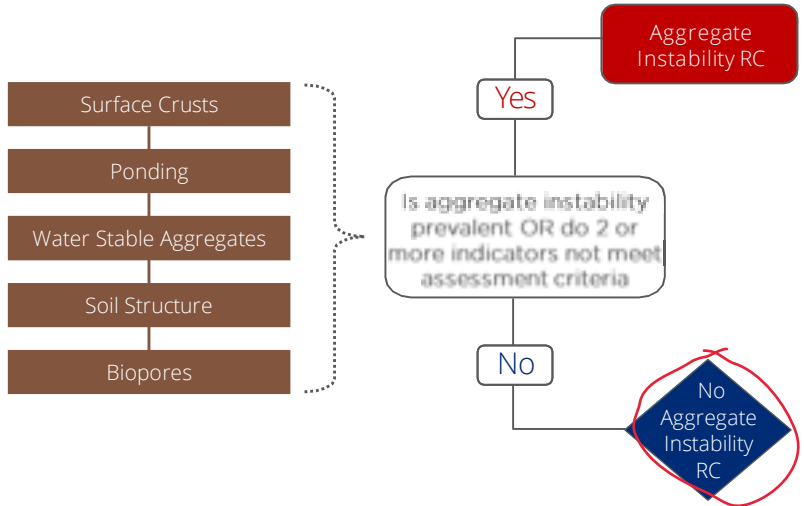 Surface Crusts
Ponding
Water Stable Aggregates
Soil Structure
Biopores
Is aggregate instability
prevalent OR do 2 or
more indicators not meet
assessment criteria
Yes
Aggregate
Instability RC
No
No
Aggregate
Instability
RC